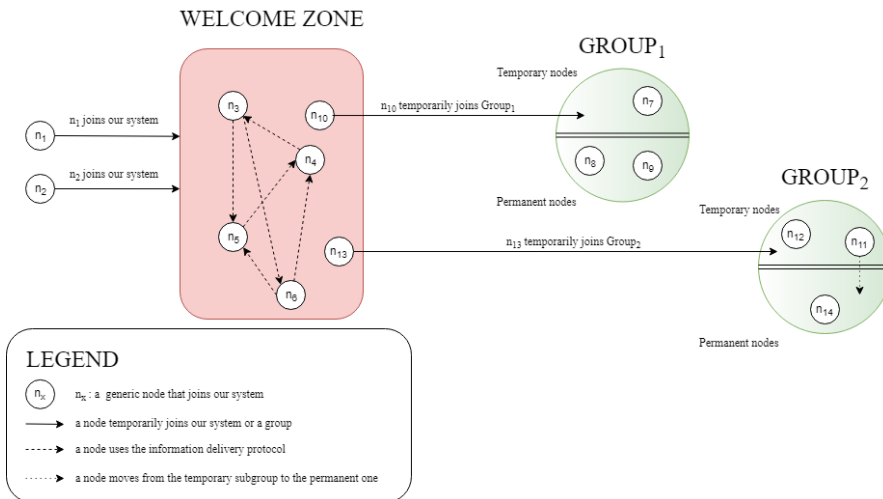 WELCOME ZONE
GROUP1
Temporary nodes
n3
n10
n10 temporarily joins Group1
n7
n1 joins our system
n1
n4
n8
n9
n2 joins our system
n2
Permanent nodes
GROUP2
Temporary nodes
n5
n13
n13 temporarily joins Group2
n12
n11
n6
n14
Permanent nodes
LEGEND
nx
nx : a generic node that joins our system
a node temporarily joins our system or a group
a node uses the information delivery protocol
a node moves from the temporary subgroup to the permanent one